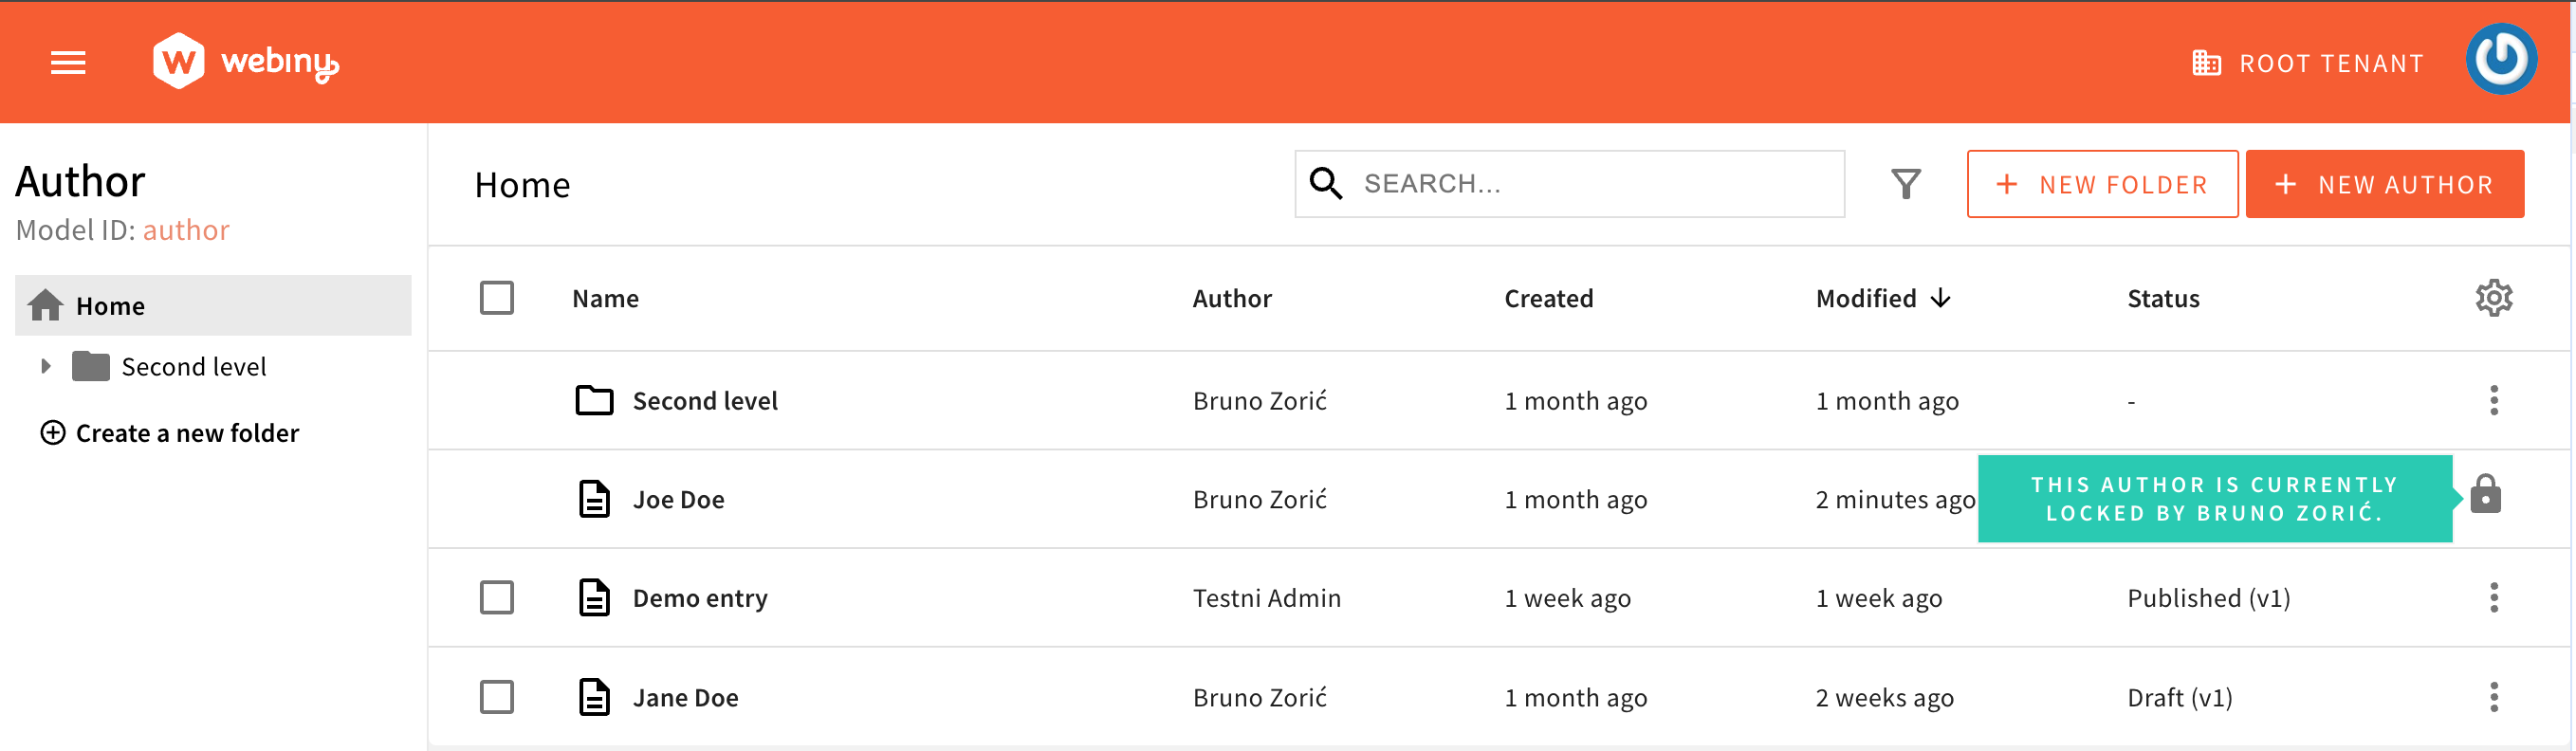 webiny
ROOT TENANT
Author
Model ID: author
Home
Second level
Create a new folder
Home
SEARCH...
+ NEW FOLDER
+ NEW AUTHOR
Name Author Created Modified Status
Second level Bruno Zorić 1 month ago 1 month ago -
Joe Doe Bruno Zorić 1 month ago 2 minutes ago
THIS AUTHOR IS CURRENTLY
LOCKED BY BRUNO ZORIĆ.
Demo entry Testni Admin 1 week ago 1 week ago Published (v1)
Jane Doe Bruno Zorić 1 month ago 2 weeks ago Draft (v1)